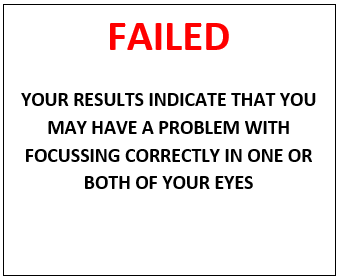 FAILED
YOUR RESULTS INDICATE THAT YOU
MAY HAVE A PROBLEM WITH
FOCUSSING CORRECTLY IN ONE OR
BOTH OF YOUR EYES